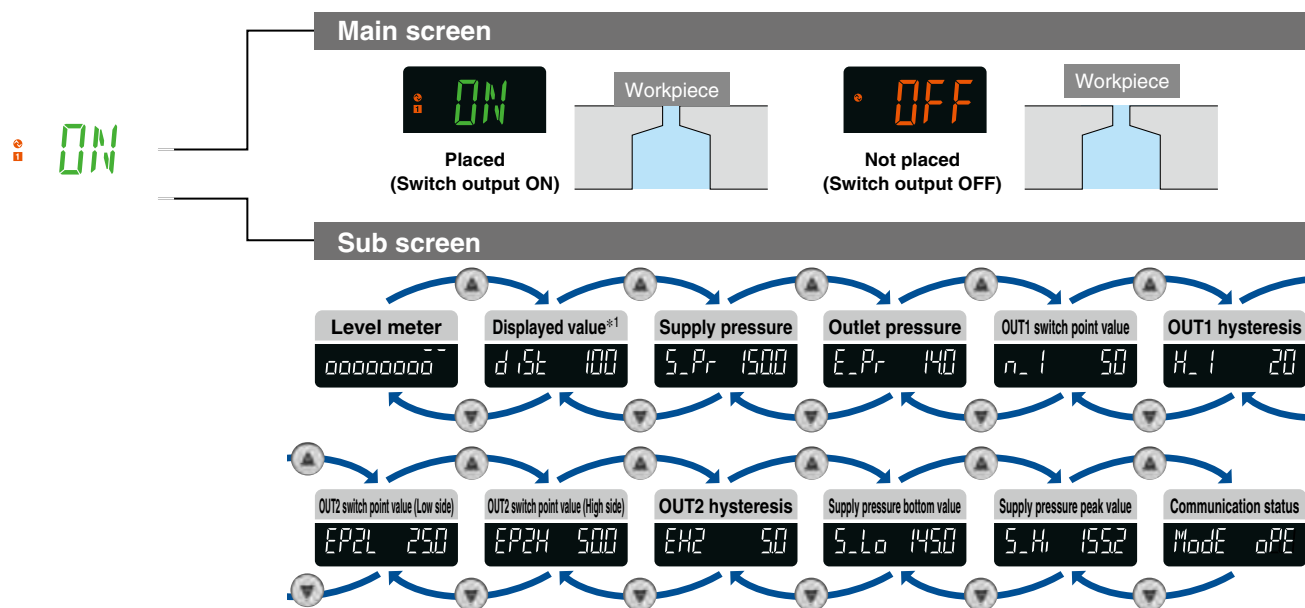 Main screen
1 ON
1 ON
Placed
(Switch output ON)
Workpiece
OFF
Not placed
(Switch output OFF)
Workpiece
Sub screen
Level meter
Displayed value*1
Supply pressure
Outlet pressure
OUT1 switch point value
OUT1 hysteresis
oooooooo
diSt 10.0
S_Pr 150.0
E_Pr 14.0
n_1 5.0
H_1 2.0
OUT2 switch point value (Low side)
OUT2 switch point value (High side)
OUT2 hysteresis
Supply pressure bottom value
Supply pressure peak value
Communication status
EP2L 25.0
EP2H 50.0
EH2 5.0
S_Lo 145.0
S_Hi 155.2
ModE oPE